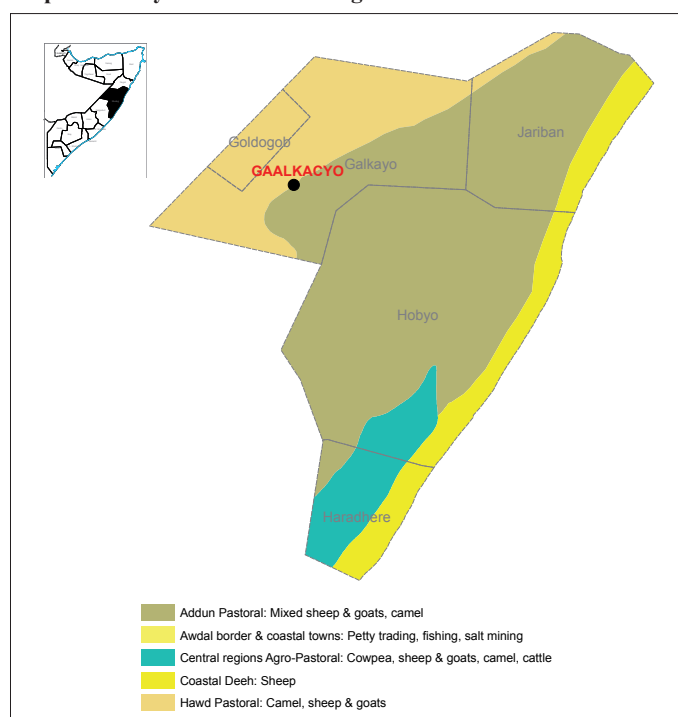 Goldogob
Jariban
GAALKACYO
Galkayo
Hobyo
Haradhere
Addun Pastoral: Mixed sheep & goats, camel
Awdal border & coastal towns: Petty trading, fishing, salt mining
Central regions Agro-Pastoral: Cowpea, sheep & goats, camel, cattle
Coastal Deeh: Sheep
Hawd Pastoral: Camel, sheep & goats